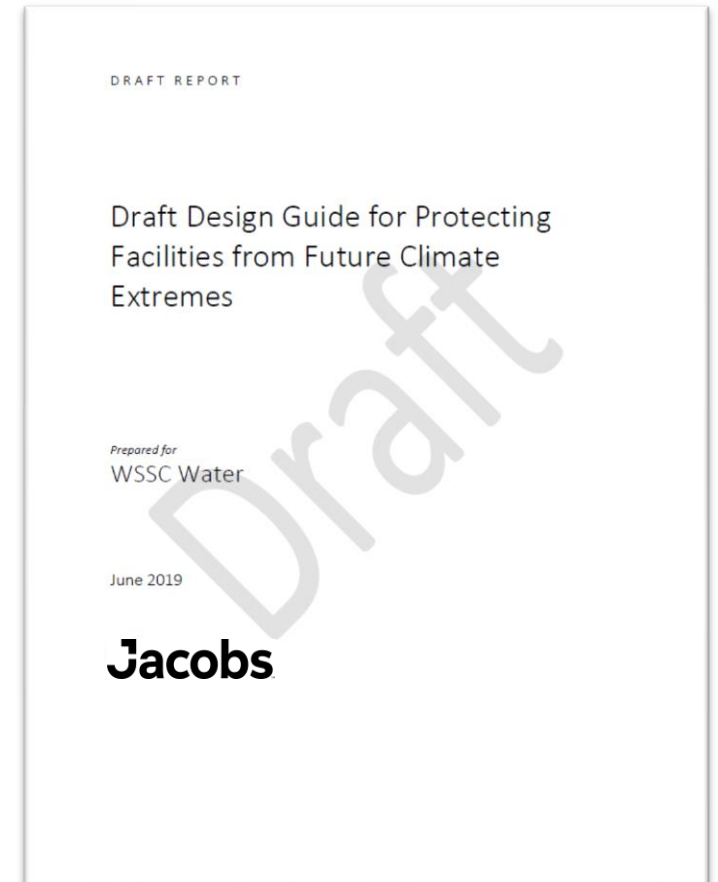 DRAFT REPORT
Draft Design Guide for Protecting
Facilities from Future Climate
Extremes
Draft
Prepared for
WSSC Water
June 2019
Jacobs